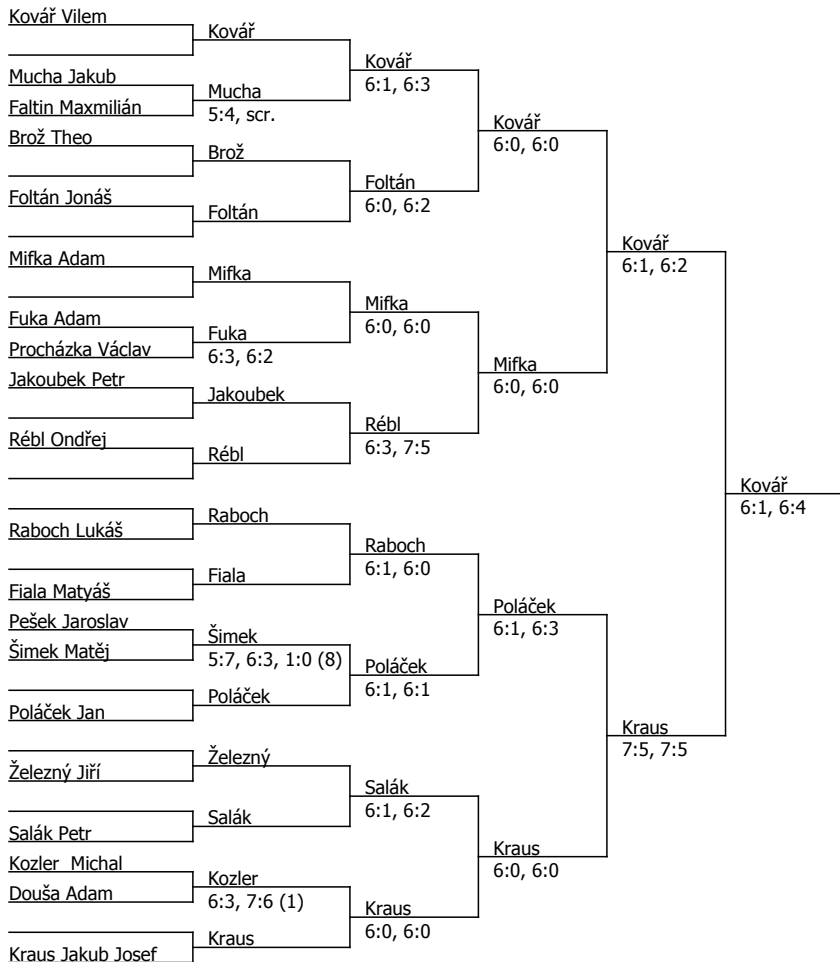 Kovář Vilem
Kovář
Kovář
6:1, 6:3
Mucha Jakub
Mucha
5:4, scr.
Faltin Maxmilián
Kovář
6:0, 6:0
Brož Theo
Brož
Foltán
6:0, 6:2
Foltán Jonáš
Foltán
Kovář
6:1, 6:2
Mifka Adam
Mifka
Mifka
6:0, 6:0
Fuka Adam
Fuka
6:3, 6:2
Procházka Václav
Mifka
6:0, 6:0
Jakoubek Petr
Jakoubek
Rébl
6:3, 7:5
Rébl Ondřej
Rébl
Kovář
6:1, 6:4
Raboch Lukáš
Raboch
Raboch
6:1, 6:0
Fiala Matyáš
Fiala
Poláček
6:1, 6:3
Pešek Jaroslav
Šimek
5:7, 6:3, 1:0 (8)
Šimek Matěj
Poláček
6:1, 6:1
Poláček Jan
Poláček
Kraus
7:5, 7:5
Železný Jiří
Železný
Salák
6:1, 6:2
Salák Petr
Salák
Kraus
6:0, 6:0
Kozler  Michal
Kozler
6:3, 7:6 (1)
Douša Adam
Kraus
6:0, 6:0
Kraus Jakub Josef
Kraus